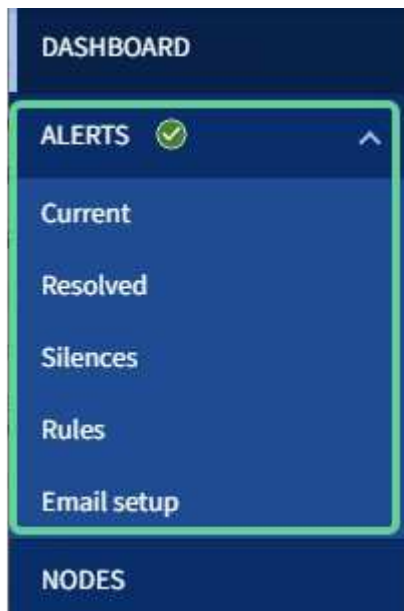 DASHBOARD
ALERTS
Current
Resolved
Silences
Rules
Email setup
NODES